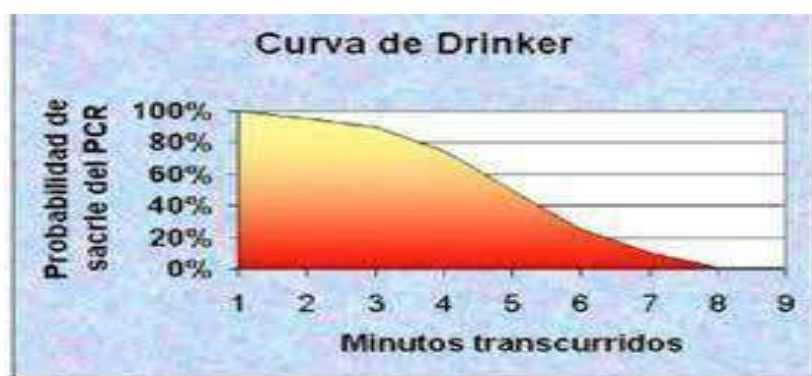 Curva de Drinker
Probabilidad de
sacrle del PCR
100%
80%
60%
40%
20%
0%
1 2 3 4 5 6 7 8 9
Minutos transcurridos